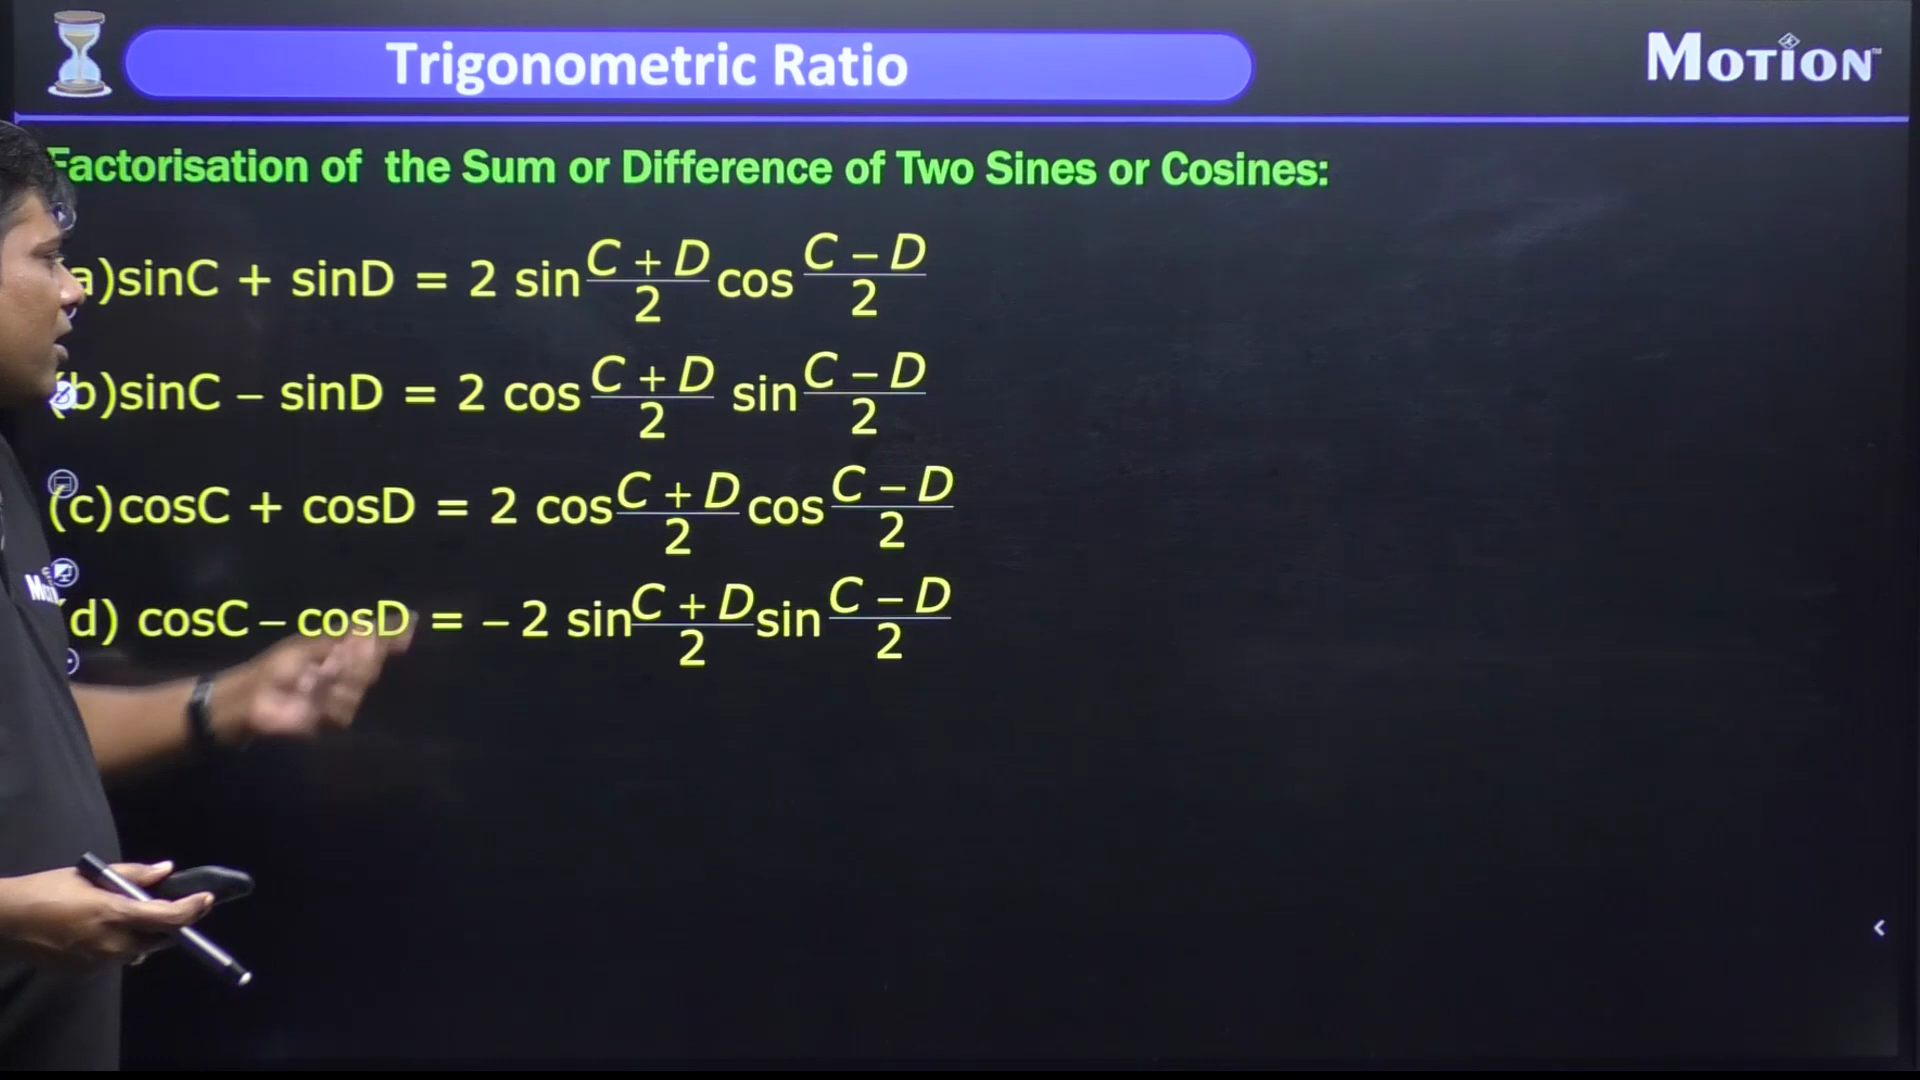 Trigonometric Ratio
MOTION™
Factorisation of the Sum or Difference of Two Sines or Cosines:
a)sinC + sinD = 2 sin (C + D)/2 cos (C – D)/2
(b)sinC – sinD = 2 cos (C + D)/2 sin (C – D)/2
(c)cosC + cosD = 2 cos (C + D)/2 cos (C – D)/2
(d) cosC – cosD = – 2 sin (C + D)/2 sin (C – D)/2